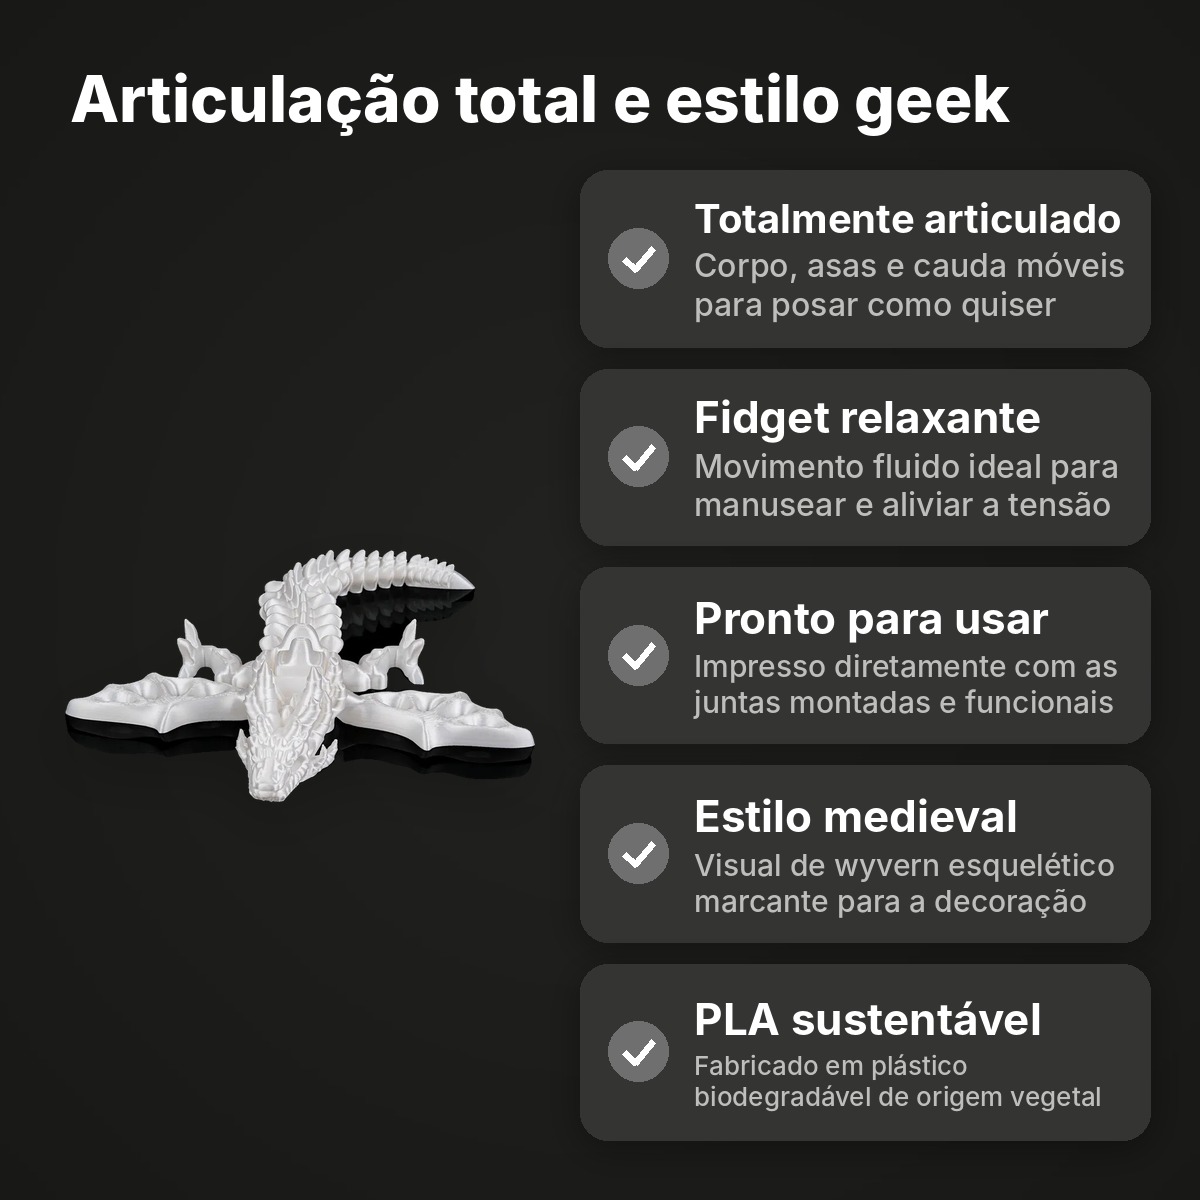 Articulação total e estilo geek
Totalmente articulado
Corpo, asas e cauda móveis
para posar como quiser
Fidget relaxante
Movimento fluido ideal para
manusear e aliviar a tensão
Pronto para usar
Impresso diretamente com as
juntas montadas e funcionais
Estilo medieval
Visual de wyvern esquelético
marcante para a decoração
PLA sustentável
Fabricado em plástico
biodegradável de origem vegetal